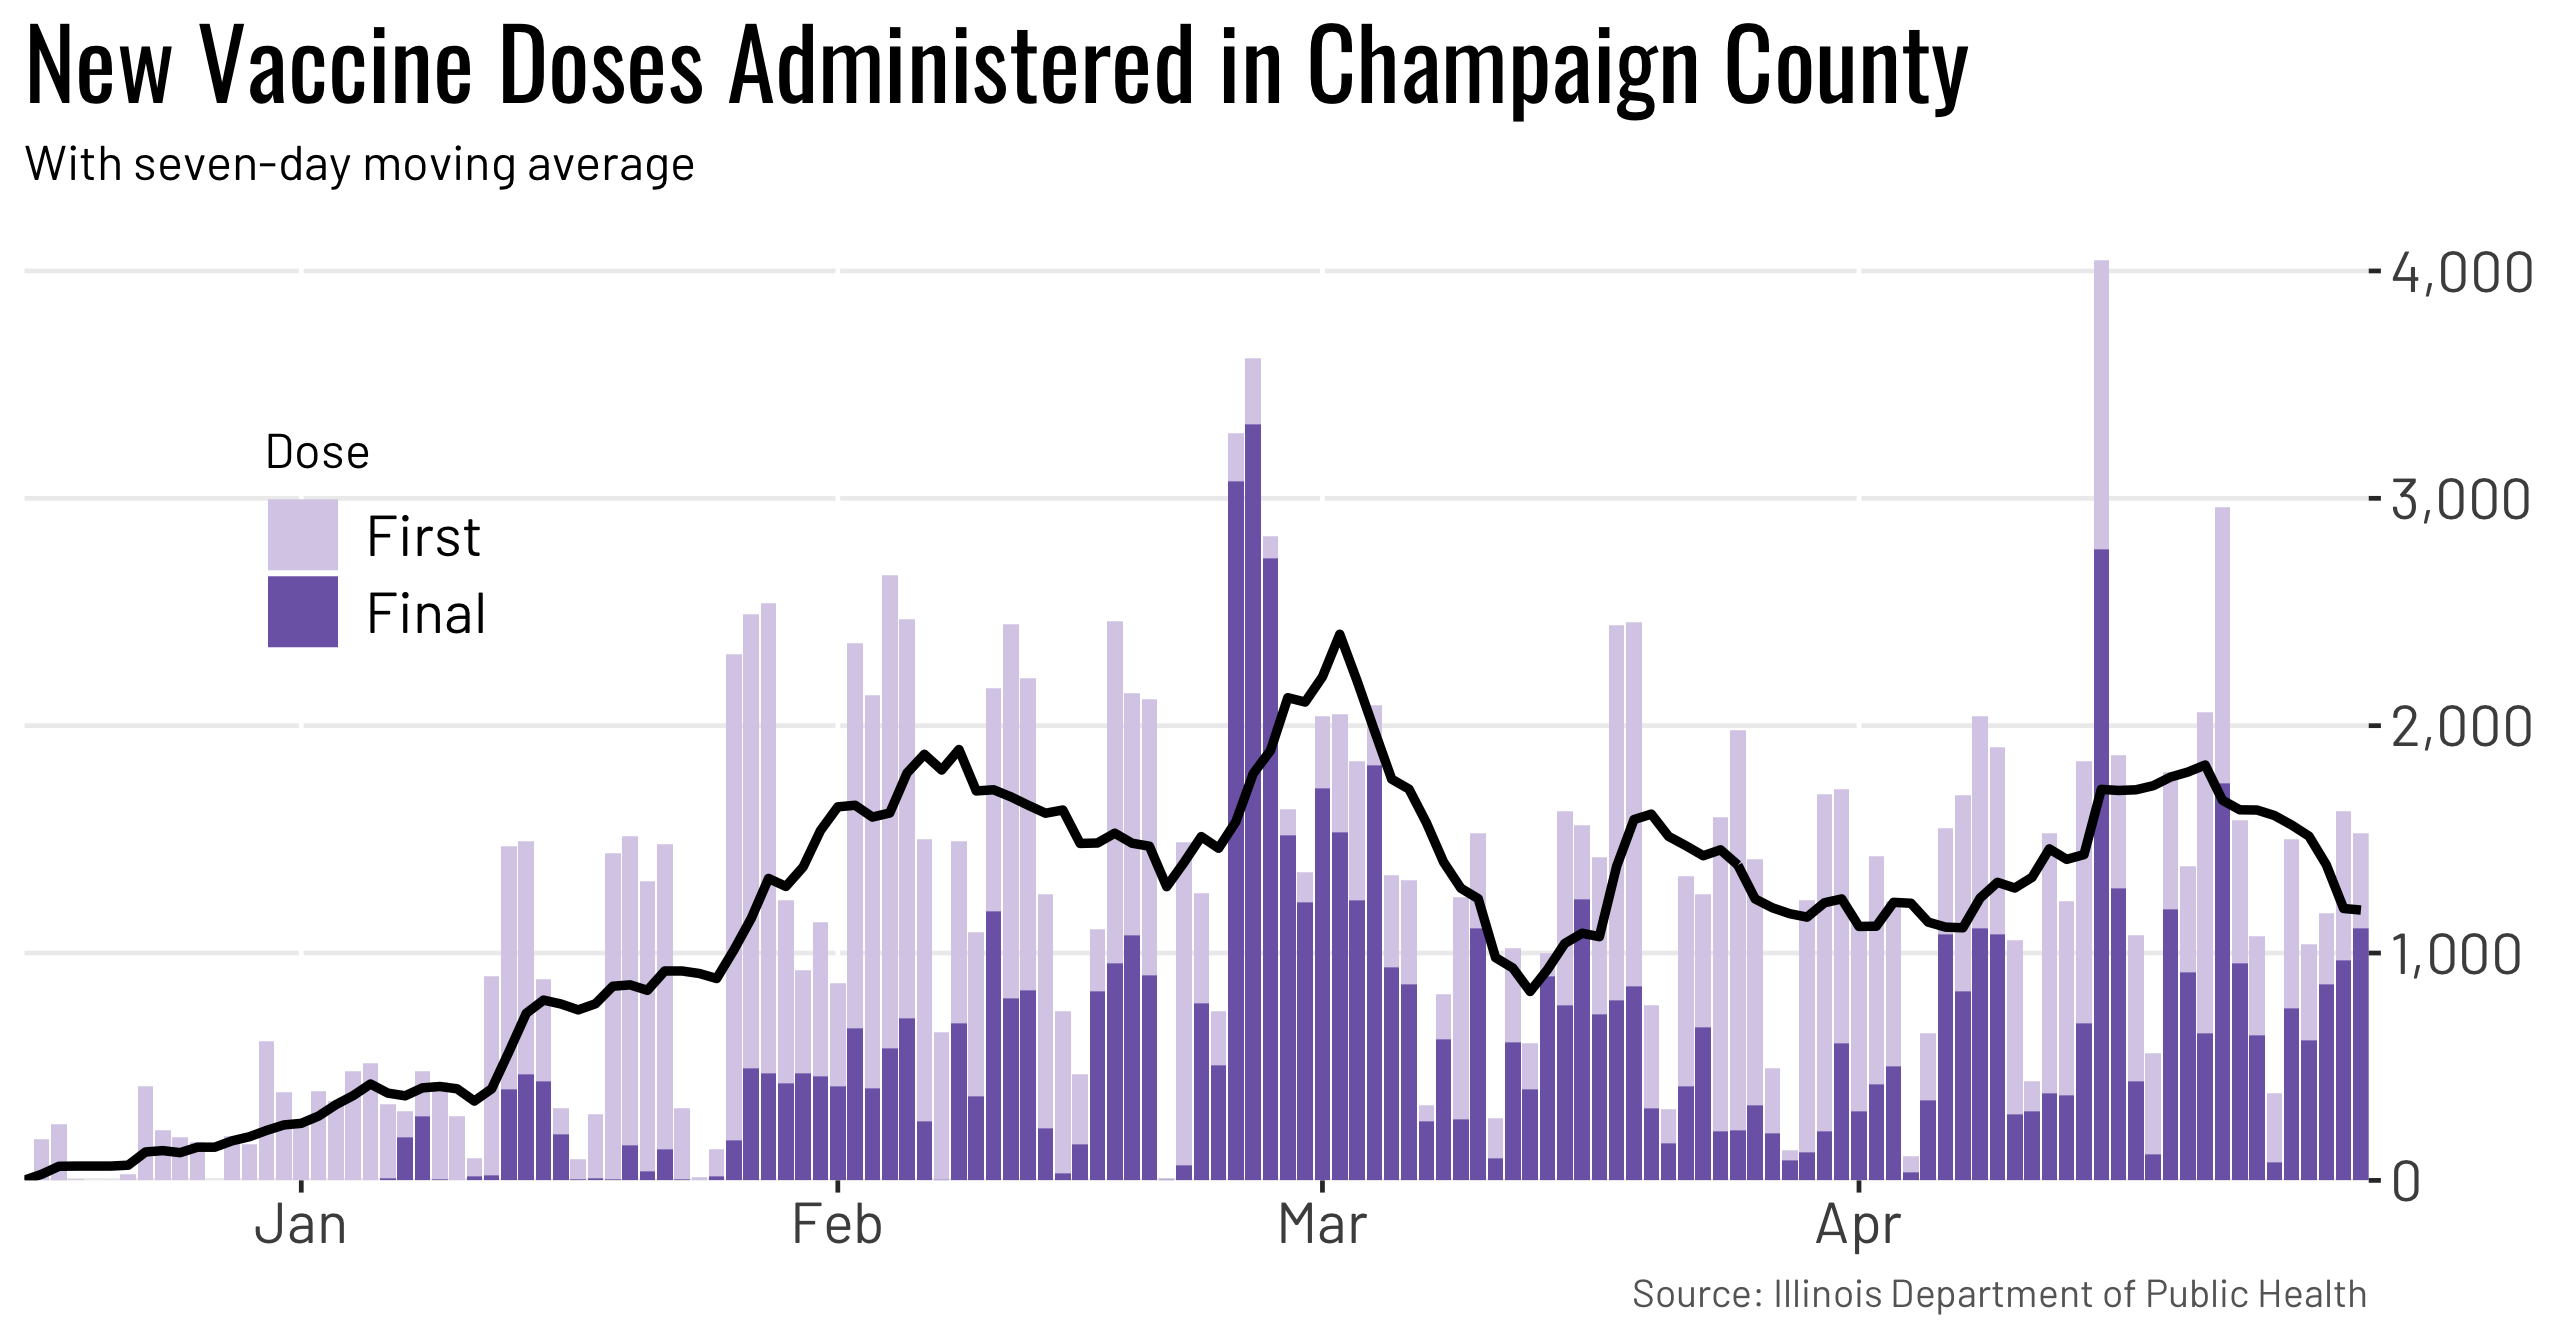 New Vaccine Doses Administered in Champaign County
With seven-day moving average
Dose
First
Final
4,000
3,000
2,000
1,000
0
Jan Feb Mar Apr
Source: Illinois Department of Public Health